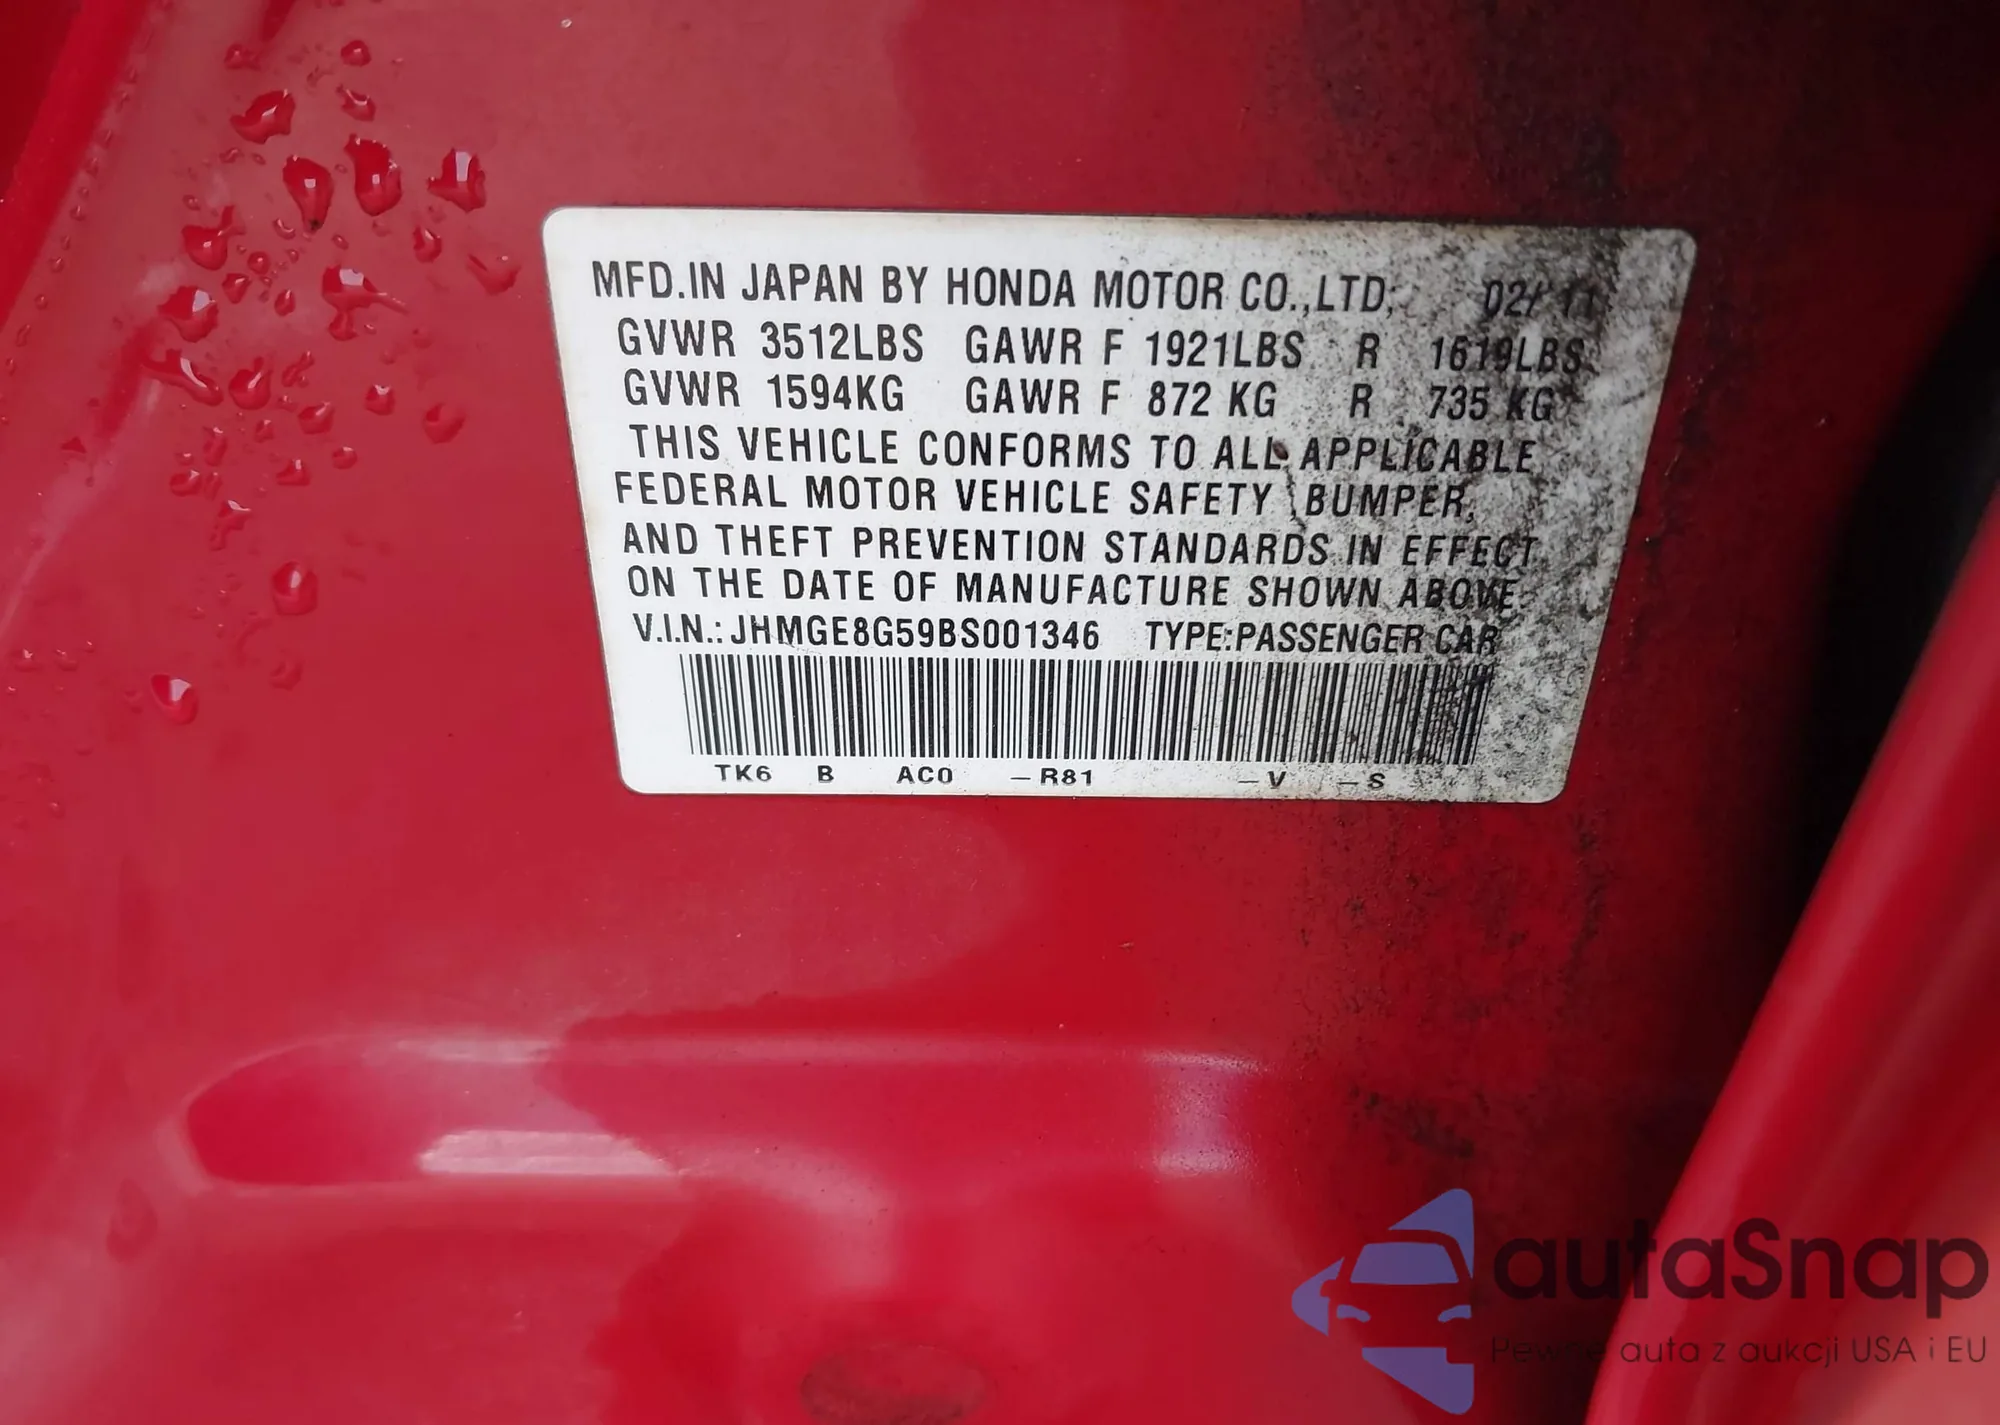 MFD.IN JAPAN BY HONDA MOTOR CO.,LTD; 02/ 11
GVWR 3512LBS GAWR F 1921LBS R 1619LBS
GVWR 1594KG GAWR F 872 KG R 735 KG
THIS VEHICLE CONFORMS TO ALL APPLICABLE
FEDERAL MOTOR VEHICLE SAFETY, BUMPER,
AND THEFT PREVENTION STANDARDS IN EFFECT
ON THE DATE OF MANUFACTURE SHOWN ABOVE.
V.I.N.: JHMGE8G59BS001346 TYPE:PASSENGER CAR
TK6 B AC0 -R81 -V -S
autaSnap
Pewne auta z aukcji USA i EU